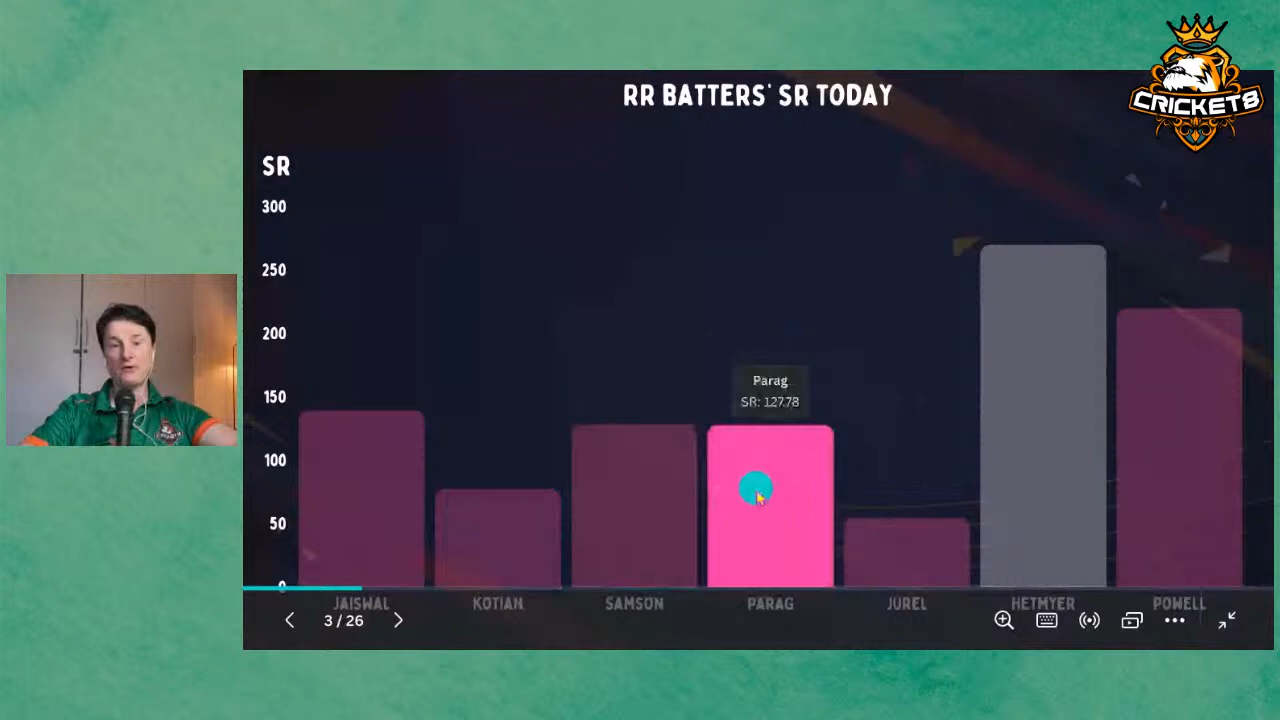 RR BATTERS' SR TODAY
CRICKET8
SR
300
250
200
150
100
50
0
Parag
SR: 127.78
JAISWAL
KOTIAN
SAMSON
PARAG
JUREL
HETMYER
POWELL
3 / 26